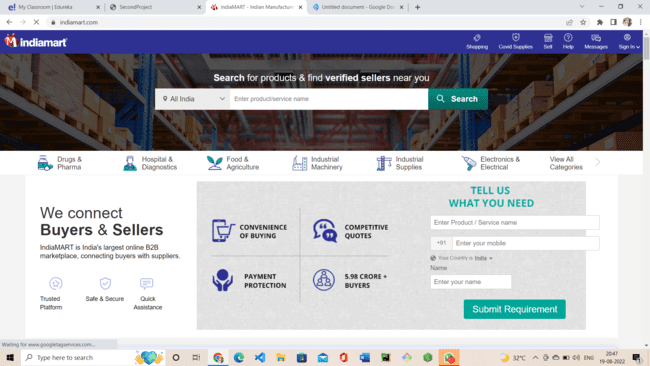 My Classroom | Edureka
SecondProject
IndiaMART - Indian Manufactur
Untitled document - Google Doc
indiamart.com
indiamart
Shopping
Covid Supplies
Sell
Help
Messages
Sign In
Search for products & find verified sellers near you
All India
Enter product/service name
Search
Drugs & Pharma
Hospital & Diagnostics
Food & Agriculture
Industrial Machinery
Industrial Supplies
Electronics & Electrical
View All Categories
We connect
Buyers & Sellers
IndiaMART is India's largest online B2B
marketplace, connecting buyers with suppliers.
Trusted Platform
Safe & Secure
Quick Assistance
CONVENIENCE OF BUYING
COMPETITIVE QUOTES
PAYMENT PROTECTION
5.98 CRORE + BUYERS
TELL US
WHAT YOU NEED
Enter Product / Service name
+91
Enter your mobile
Your Country is India
Name
Enter your name
Submit Requirement
Waiting for www.googletagservices.com...
Type here to search
32°C
ENG
20:47
19-08-2022